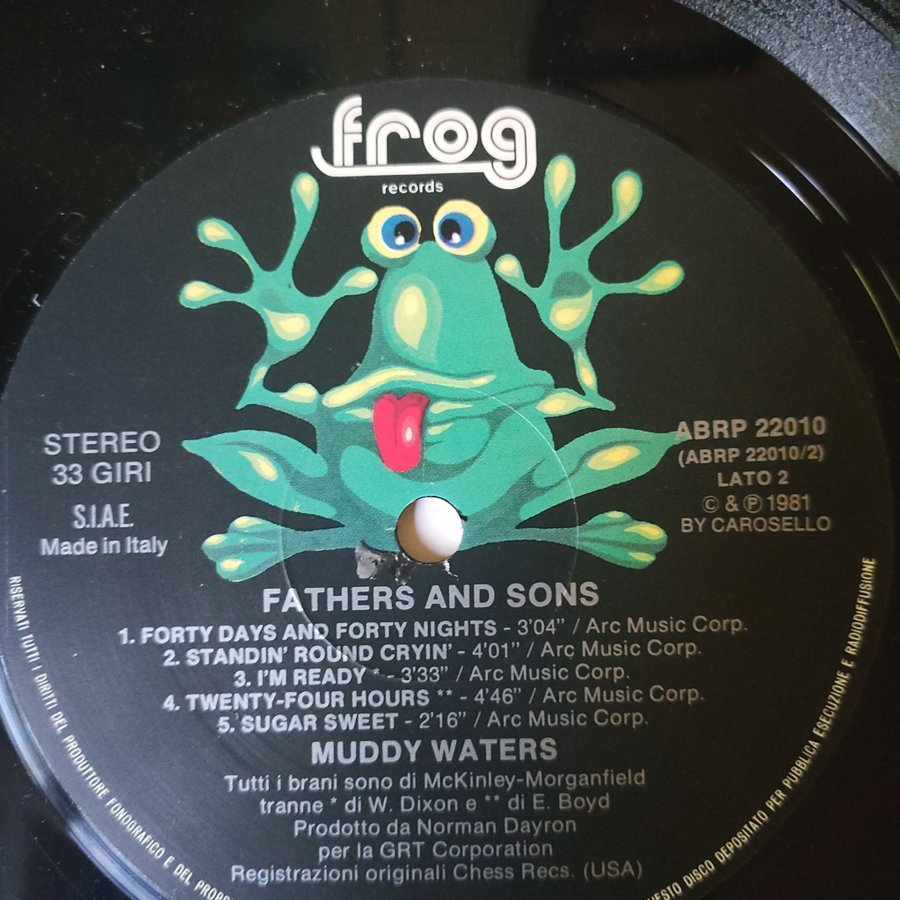 frog
records
STEREO
33 GIRI
S.I.A.E.
Made in Italy
ABRP 22010
(ABRP 22010/2)
LATO 2
© & ℗ 1981
BY CAROSELLO
FATHERS AND SONS
1. FORTY DAYS AND FORTY NIGHTS - 3'04" / Arc Music Corp.
2. STANDIN' ROUND CRYIN' - 4'01" / Arc Music Corp.
3. I'M READY * - 3'33" / Arc Music Corp.
4. TWENTY-FOUR HOURS ** - 4'46" / Arc Music Corp.
5. SUGAR SWEET - 2'16" / Arc Music Corp.
MUDDY WATERS
Tutti i brani sono di McKinley-Morganfield
tranne * di W. Dixon e ** di E. Boyd
Prodotto da Norman Dayron
per la GRT Corporation
Registrazioni originali Chess Recs. (USA)
RISERVATI TUTTI I DIRITTI DEL PRODUTTORE FONOGRAFICO E DEL
DISCO DEPOSITATO PER PUBBLICA ESECUZIONE E RADIODIFFUSIONE